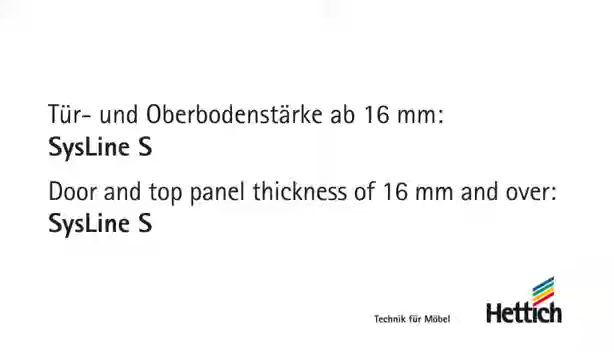 Tür- und Oberbodenstärke ab 16 mm:
SysLine S
Door and top panel thickness of 16 mm and over:
SysLine S
Technik für Möbel
Hettich